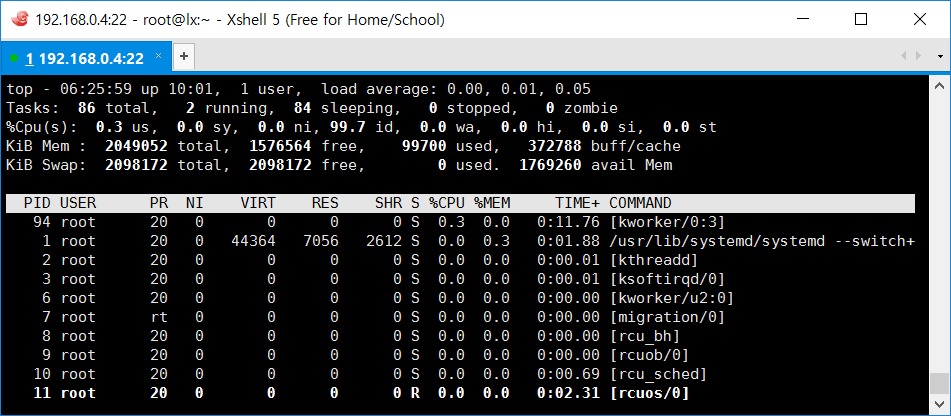 192.168.0.4:22 - root@lx:~ - Xshell 5 (Free for Home/School)
1 192.168.0.4:22
top - 06:25:59 up 10:01,  1 user,  load average: 0.00, 0.01, 0.05
Tasks:  86 total,   2 running,  84 sleeping,   0 stopped,   0 zombie
%Cpu(s):  0.3 us,  0.0 sy,  0.0 ni, 99.7 id,  0.0 wa,  0.0 hi,  0.0 si,  0.0 st
KiB Mem :  2049052 total,  1576564 free,    99700 used,   372788 buff/cache
KiB Swap:  2098172 total,  2098172 free,        0 used.  1769260 avail Mem
  PID USER      PR  NI    VIRT    RES    SHR S %CPU %MEM     TIME+ COMMAND
   94 root      20   0       0      0      0 S  0.3  0.0   0:11.76 [kworker/0:3]
    1 root      20   0   44364   7056   2612 S  0.0  0.3   0:01.88 /usr/lib/systemd/systemd --switch+
    2 root      20   0       0      0      0 S  0.0  0.0   0:00.01 [kthreadd]
    3 root      20   0       0      0      0 S  0.0  0.0   0:00.01 [ksoftirqd/0]
    6 root      20   0       0      0      0 S  0.0  0.0   0:00.00 [kworker/u2:0]
    7 root      rt   0       0      0      0 S  0.0  0.0   0:00.00 [migration/0]
    8 root      20   0       0      0      0 S  0.0  0.0   0:00.00 [rcu_bh]
    9 root      20   0       0      0      0 S  0.0  0.0   0:00.00 [rcuob/0]
   10 root      20   0       0      0      0 S  0.0  0.0   0:00.69 [rcu_sched]
   11 root      20   0       0      0      0 R  0.0  0.0   0:02.31 [rcuos/0]